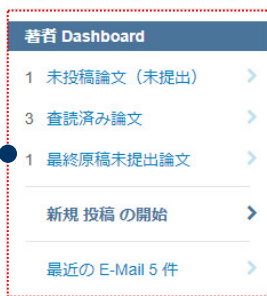 著者 Dashboard
1 未投稿論文（未提出）
3 査読済み論文
1 最終原稿未提出論文
新規 投稿 の開始
最近の E-Mail 5 件